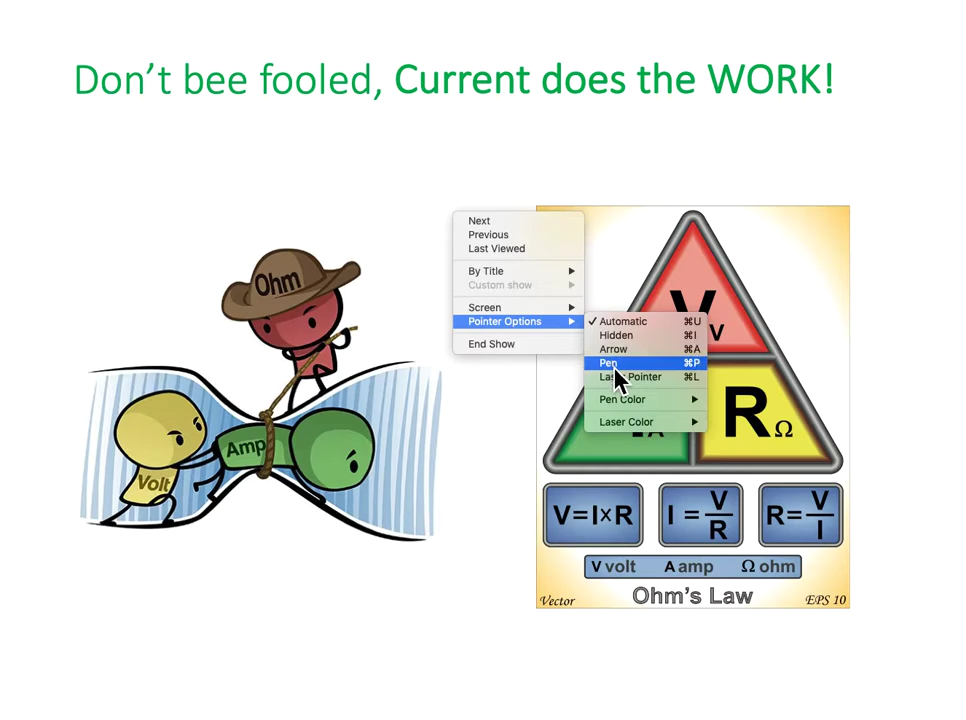 Don't bee fooled, Current does the WORK!
Ohm
Volt
Amp
Next
Previous
Last Viewed
By Title
Custom show
Screen
Pointer Options
End Show
✓ Automatic ⌘U
Hidden ⌘I
Arrow ⌘A
Pen ⌘P
Laser Pointer ⌘L
Pen Color
Laser Color
V V
A
R Ω
V=I×R
I = V/R
R= V/I
V volt A amp Ω ohm
Ohm's Law
Vector EPS 10